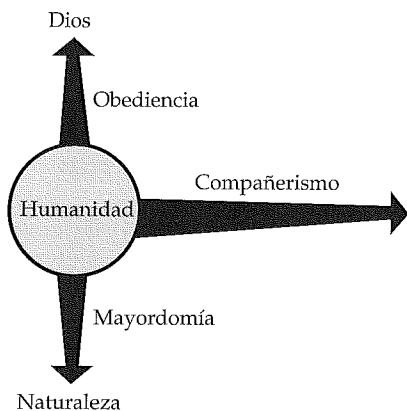 Dios
Obediencia
Compañerismo
Humanidad
Mayordomía
Naturaleza